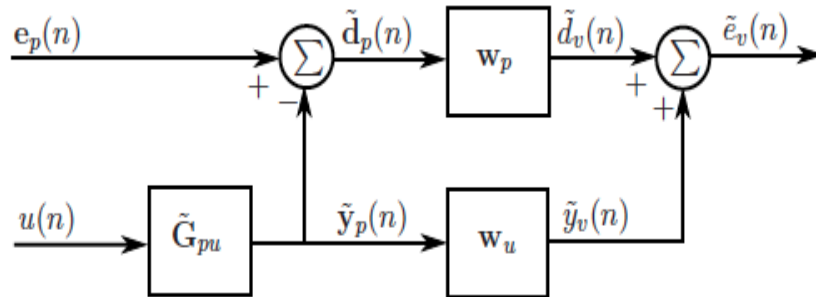 e_p(n) ∑ d̃_p(n) w_p d̃_v(n) ∑ ẽ_v(n)
+ − + +
u(n) G̃_pu ỹ_p(n) w_u ỹ_v(n)